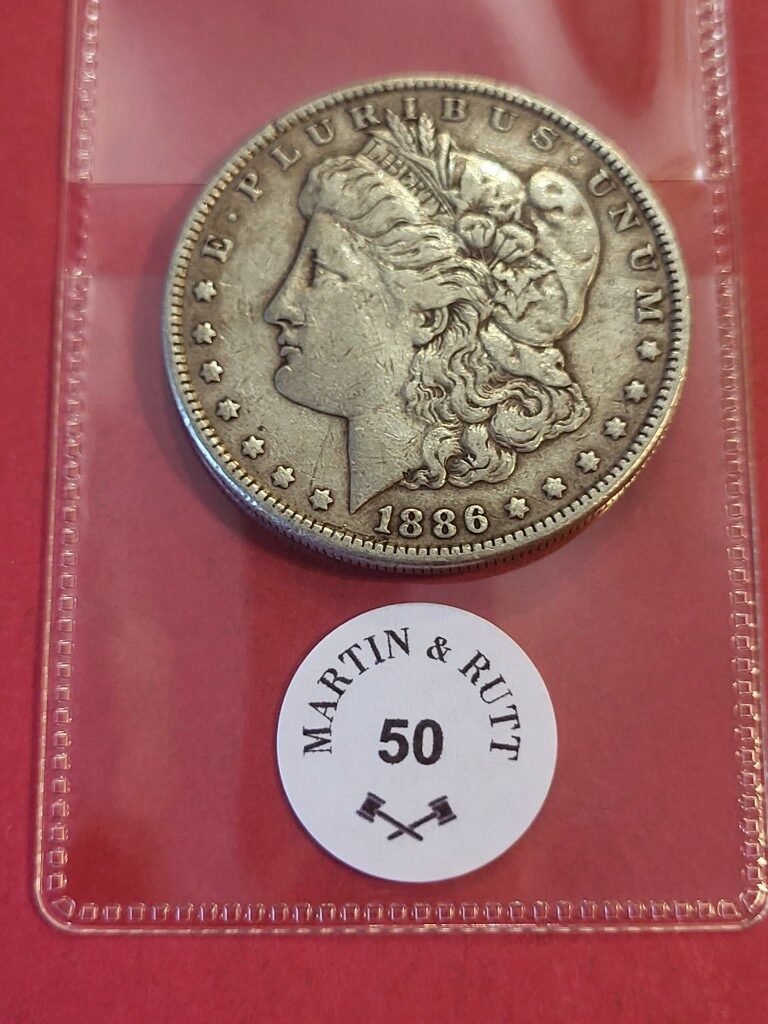 E · PLURIBUS · UNUM
LIBERTY
1886
MARTIN & RUTT
50